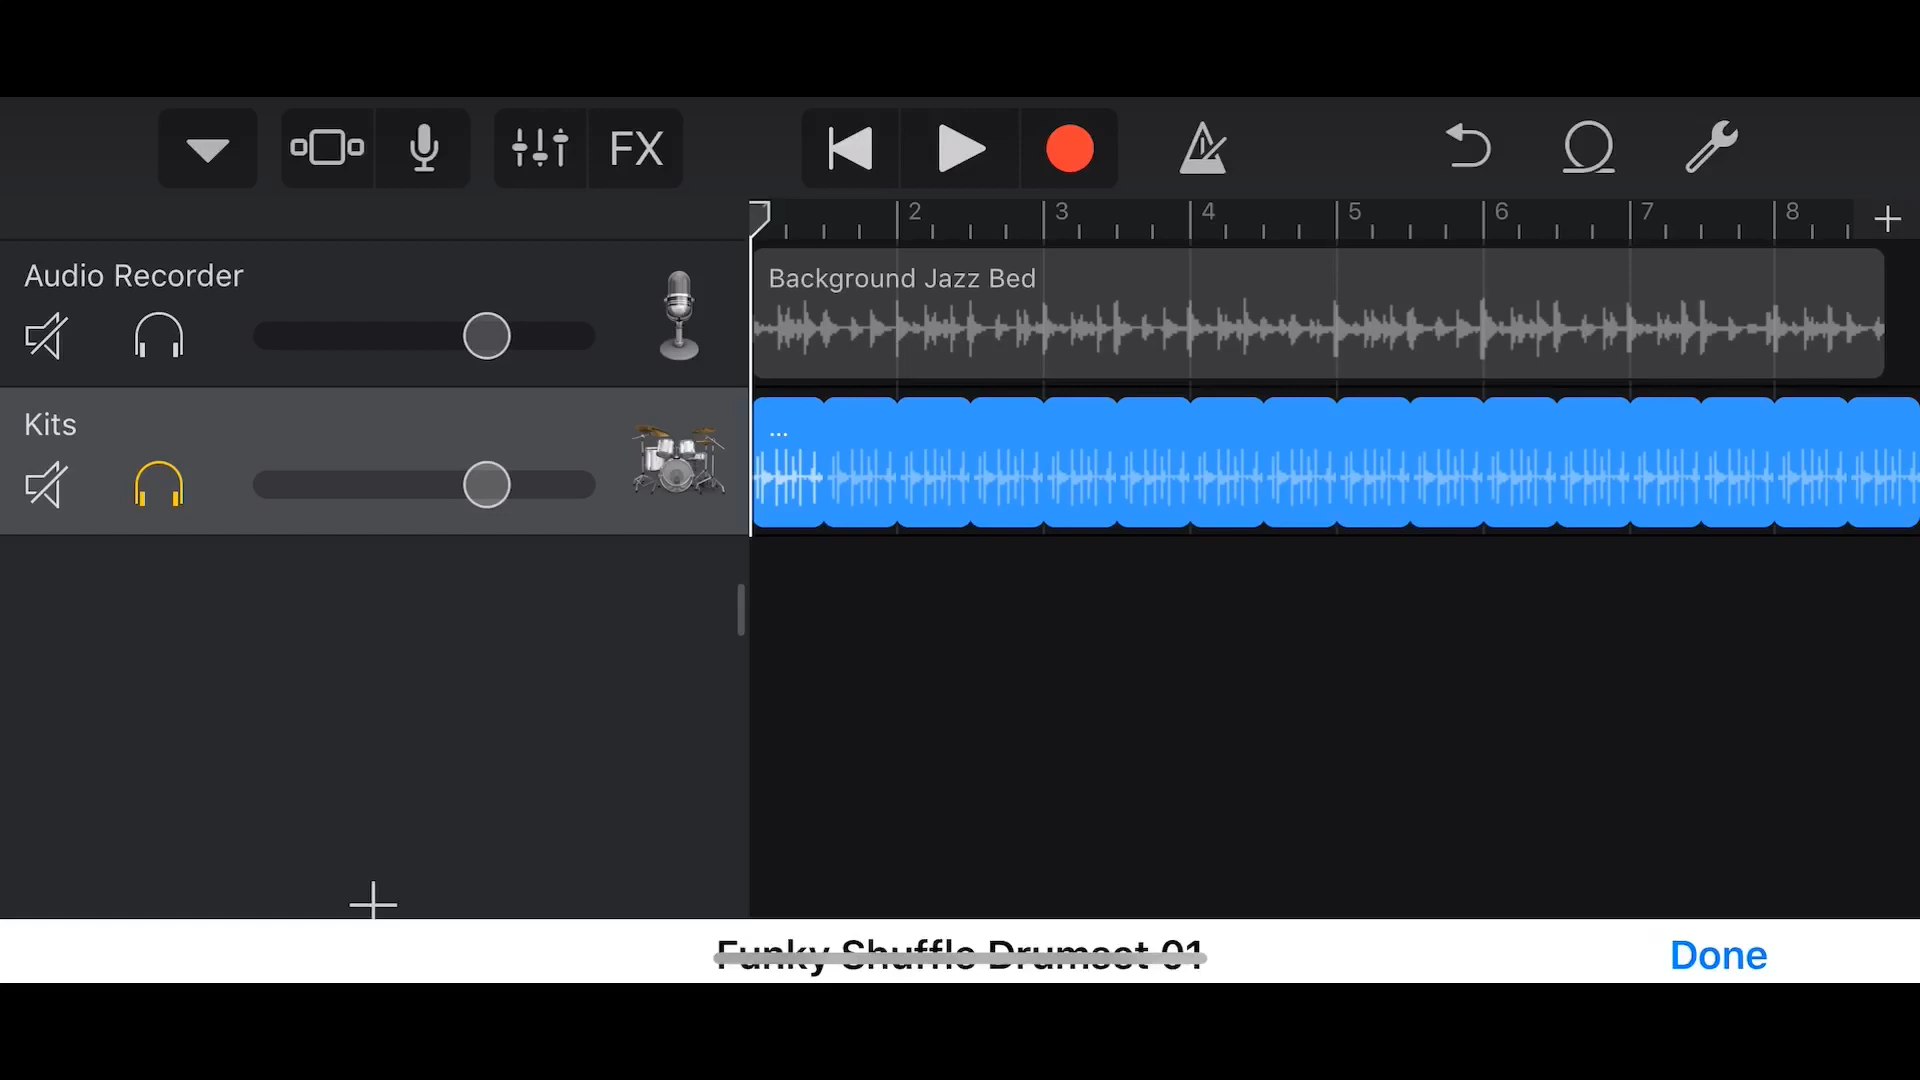 FX
2 3 4 5 6 7 8
Audio Recorder
Background Jazz Bed
Kits
...
Funky Shuffle Drumset 01
Done